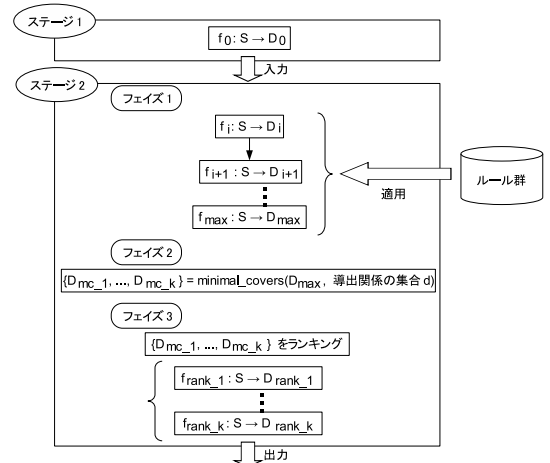 ステージ 1
f0 : S → D0
入力
ステージ 2
フェイズ 1
fi : S → Di
fi+1 : S → Di+1
fmax : S → Dmax
適用
ルール群
フェイズ 2
{Dmc_1, ..., Dmc_k} = minimal_covers(Dmax, 導出関係の集合 d)
フェイズ 3
{Dmc_1, ..., Dmc_k } をランキング
frank_1 : S → Drank_1
frank_k : S → Drank_k
出力